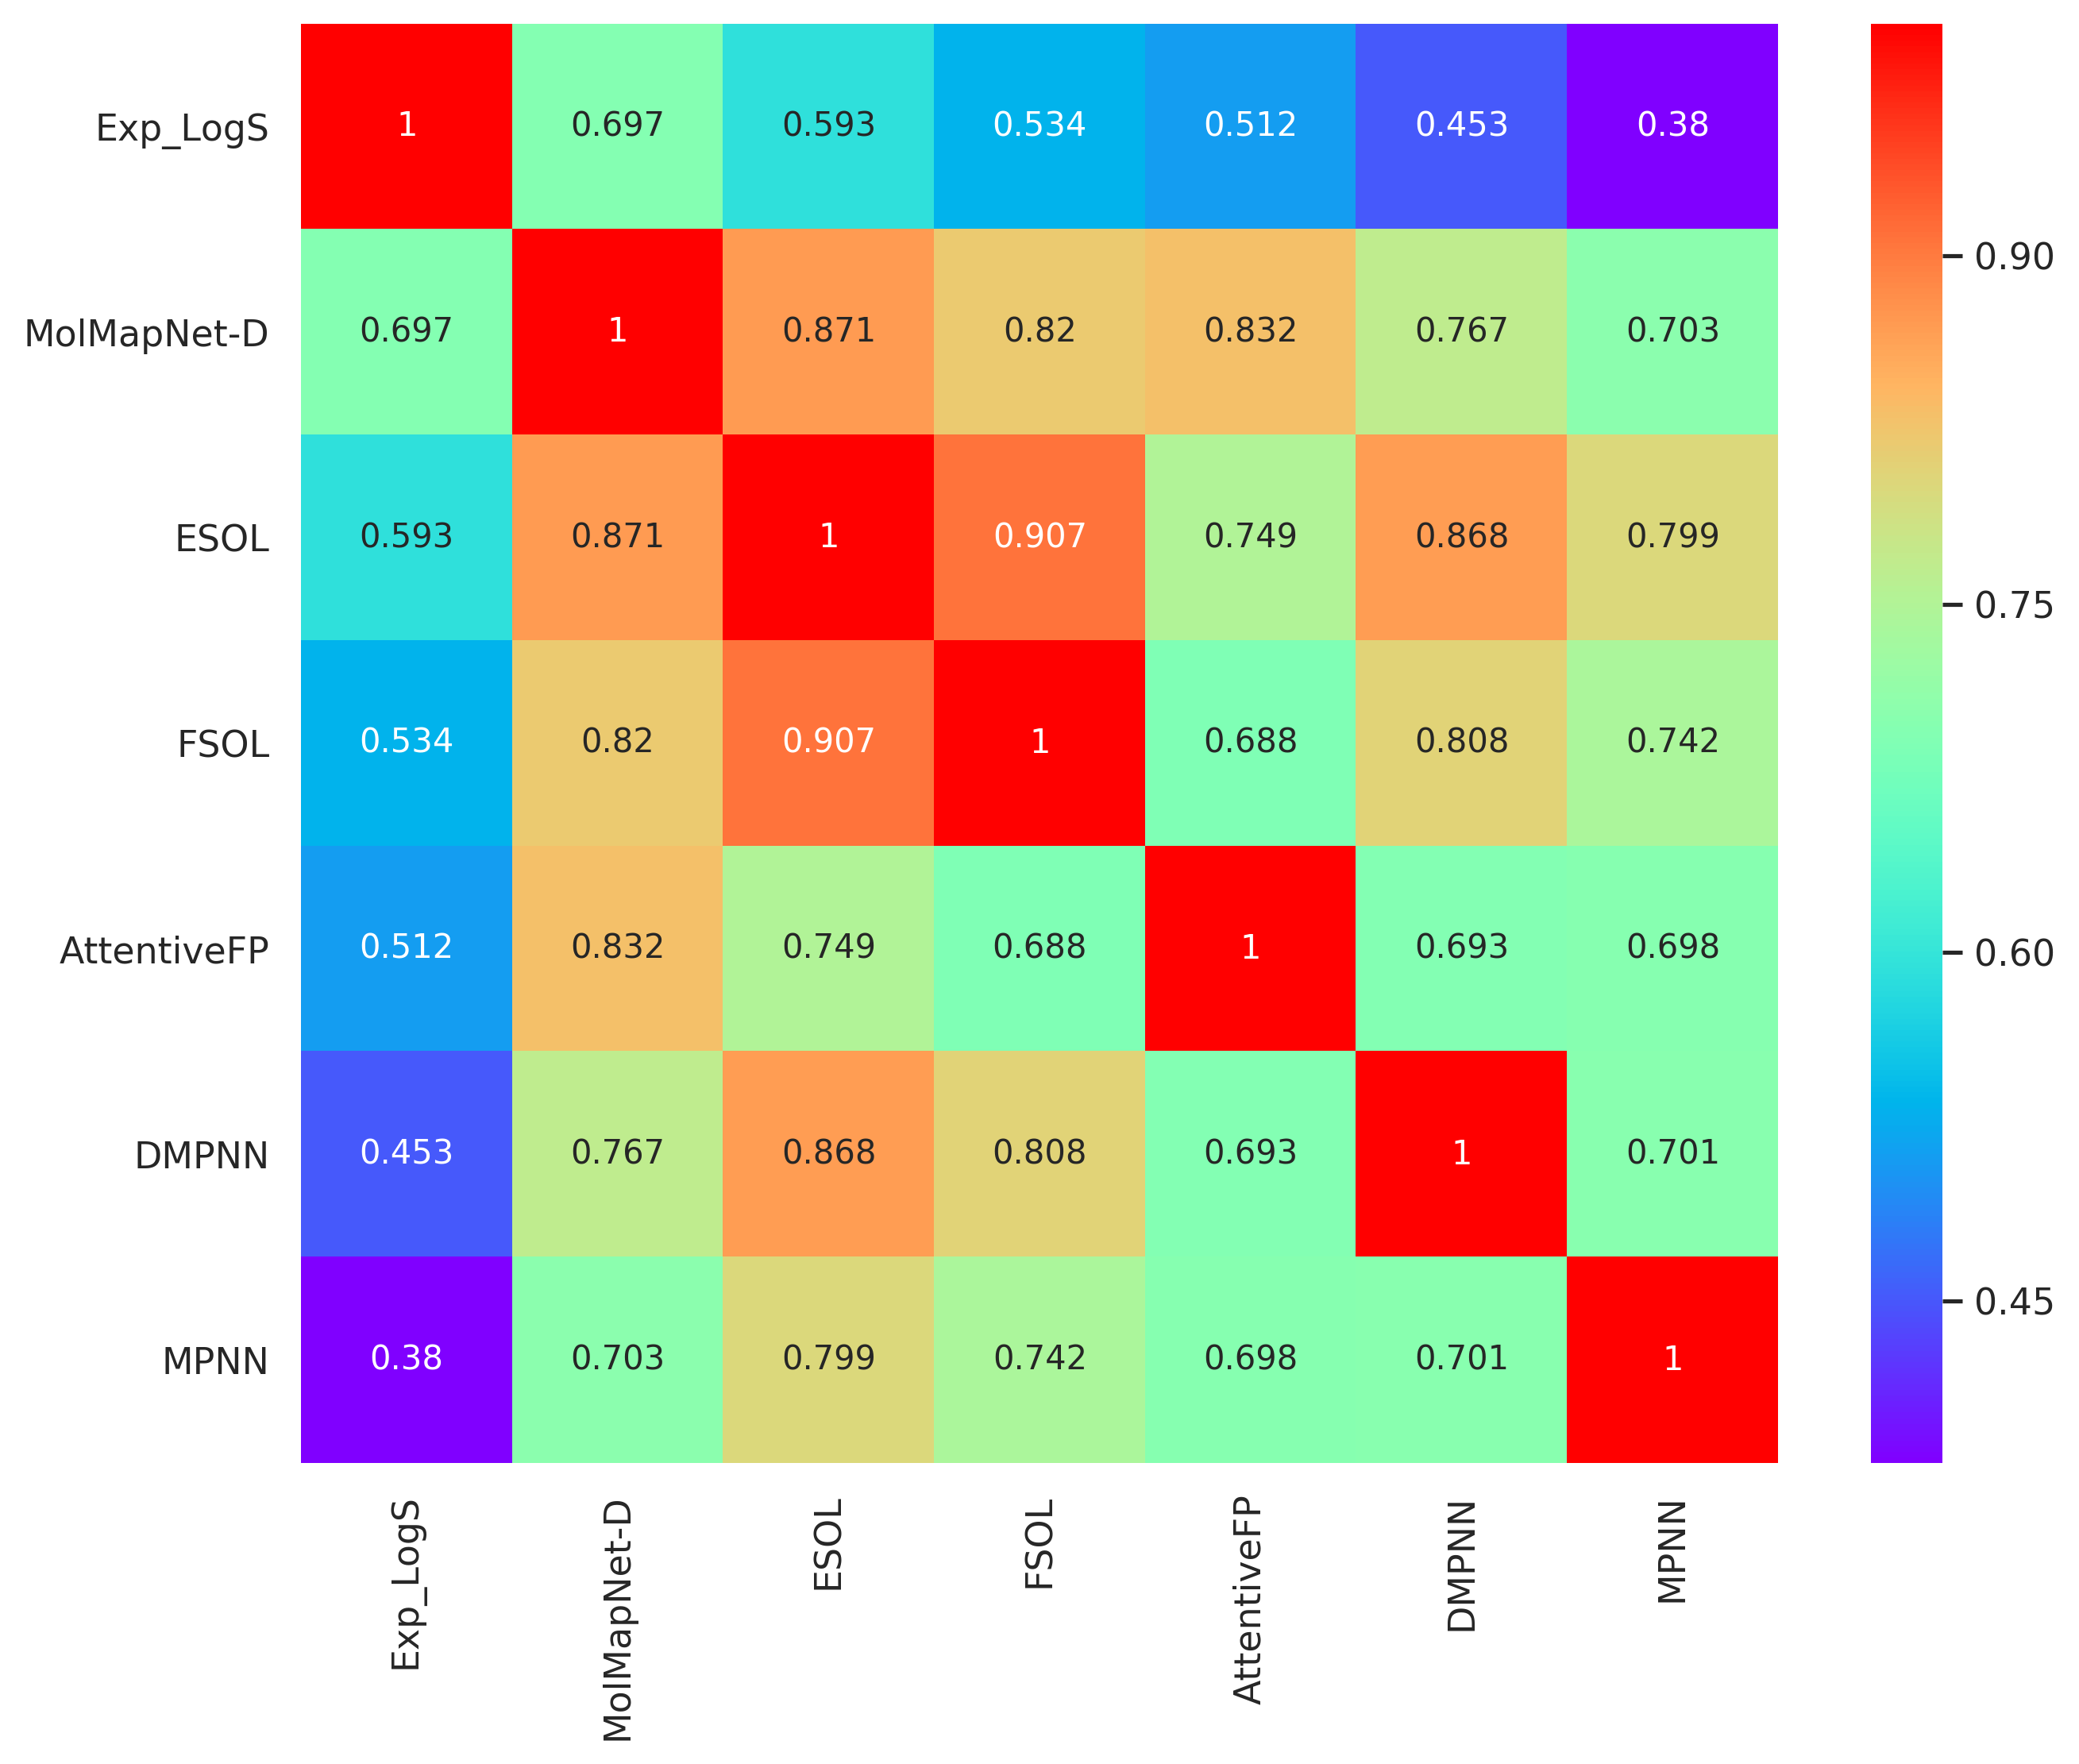 Exp_LogS 1 0.697 0.593 0.534 0.512 0.453 0.38
MolMapNet-D 0.697 1 0.871 0.82 0.832 0.767 0.703
ESOL 0.593 0.871 1 0.907 0.749 0.868 0.799
FSOL 0.534 0.82 0.907 1 0.688 0.808 0.742
AttentiveFP 0.512 0.832 0.749 0.688 1 0.693 0.698
DMPNN 0.453 0.767 0.868 0.808 0.693 1 0.701
MPNN 0.38 0.703 0.799 0.742 0.698 0.701 1
Exp_LogS
MolMapNet-D
ESOL
FSOL
AttentiveFP
DMPNN
MPNN
0.90
0.75
0.60
0.45